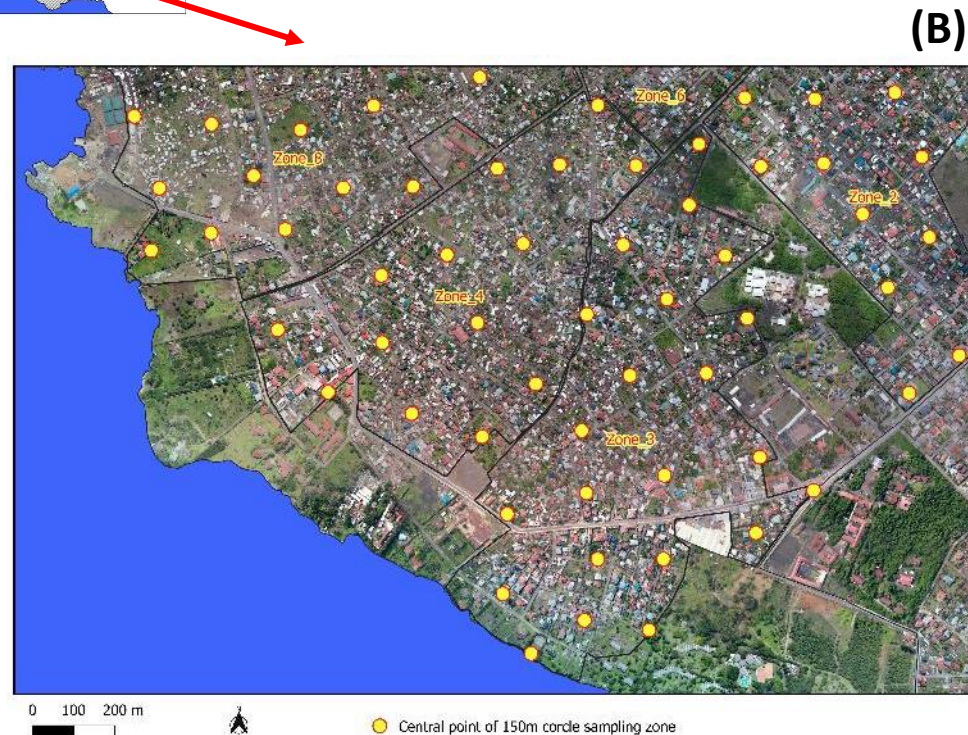 (B)
Zone_6
Zone_8
Zone_2
Zone_4
Zone_3
0 100 200 m
Central point of 150m corcle sampling zone